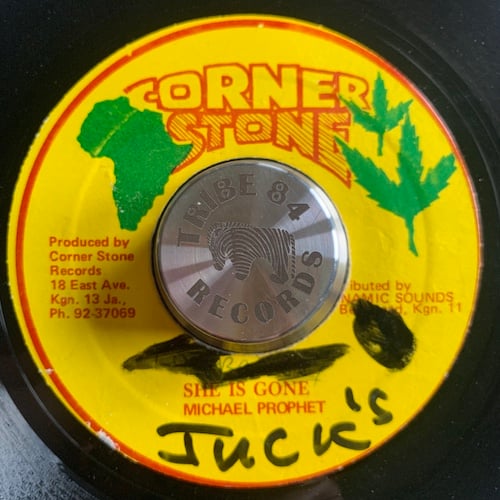 CORNER
STONE
TRIBE 84
RECORDS
Produced by
Corner Stone
Records
18 East Ave.
Kgn. 13 Ja.,
Ph. 92-37069
ibuted by
NAMIC SOUNDS
Kgn. 11
SHE IS GONE
MICHAEL PROPHET
JUCK'S